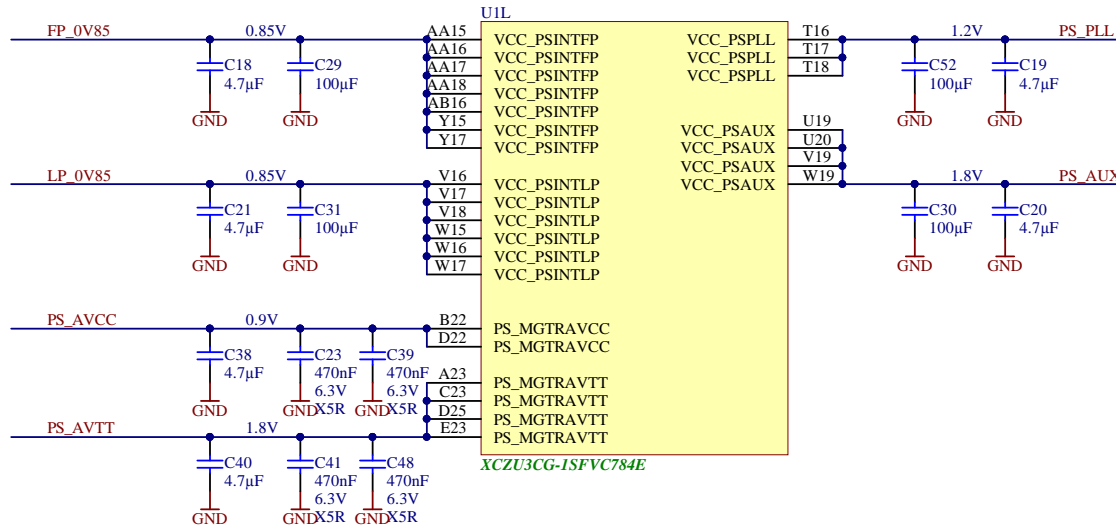 U1L
FP_0V85
0.85V
C18
4.7µF
GND
C29
100µF
GND
AA15
AA16
AA17
AA18
AB16
Y15
Y17
VCC_PSINTFP
VCC_PSINTFP
VCC_PSINTFP
VCC_PSINTFP
VCC_PSINTFP
VCC_PSINTFP
VCC_PSINTFP
LP_0V85
0.85V
C21
4.7µF
GND
C31
100µF
GND
V16
V17
V18
W15
W16
W17
VCC_PSINTLP
VCC_PSINTLP
VCC_PSINTLP
VCC_PSINTLP
VCC_PSINTLP
VCC_PSINTLP
PS_AVCC
0.9V
C38
4.7µF
GND
C23
470nF
6.3V
X5R
GND
C39
470nF
6.3V
X5R
GND
B22
D22
PS_MGTRAVCC
PS_MGTRAVCC
PS_AVTT
1.8V
C40
4.7µF
GND
C41
470nF
6.3V
X5R
GND
C48
470nF
6.3V
X5R
GND
A23
C23
D25
E23
PS_MGTRAVTT
PS_MGTRAVTT
PS_MGTRAVTT
PS_MGTRAVTT
VCC_PSPLL
VCC_PSPLL
VCC_PSPLL
T16
T17
T18
1.2V
PS_PLL
C52
100µF
GND
C19
4.7µF
GND
VCC_PSAUX
VCC_PSAUX
VCC_PSAUX
VCC_PSAUX
U19
U20
V19
W19
1.8V
PS_AUX
C30
100µF
GND
C20
4.7µF
GND
XCZU3CG-1SFVC784E